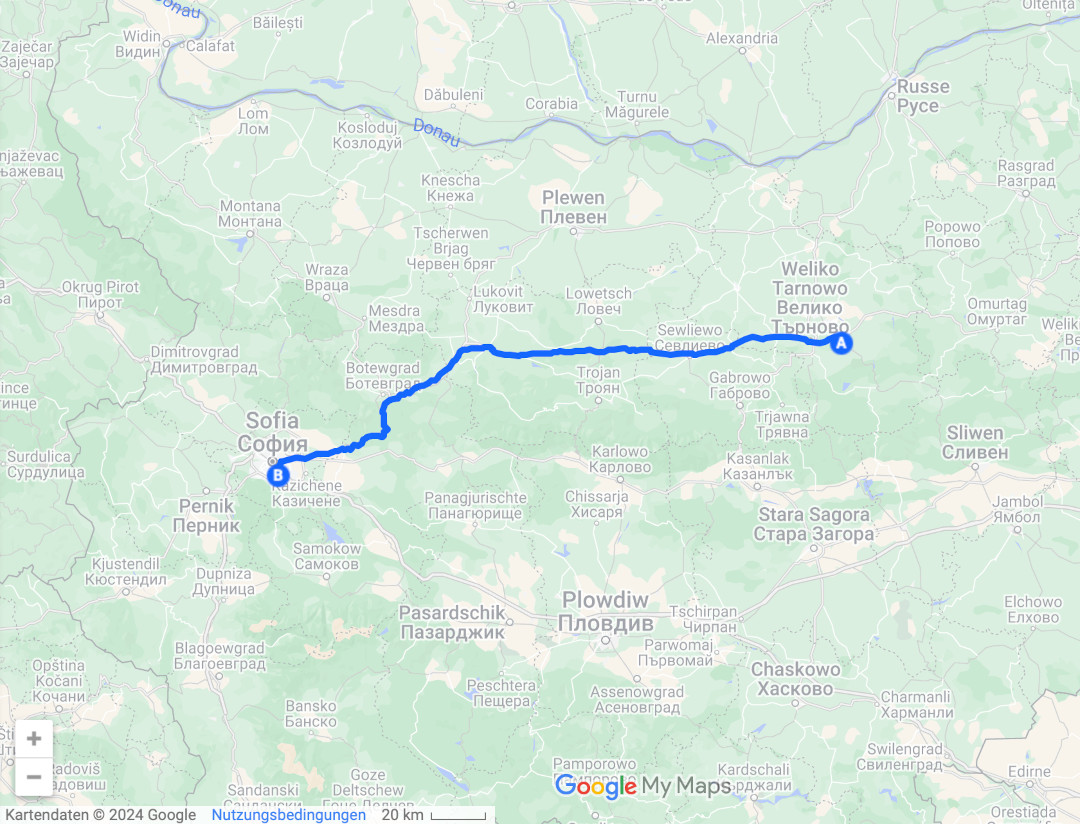 Donau
Băilești
Oltenița
Widin
Видин
Calafat
Alexandria
Zaječar
Зајечар
Dăbuleni
Corabia
Turnu
Măgurele
Russe
Русе
Lom
Лом
Kosloduj
Козлодуй
Donau
Knescha
Кнежа
Plewen
Плевен
Rasgrad
Разград
Montana
Монтана
Tscherwen
Brjag
Червен бряг
Popowo
Попово
Wraza
Враца
Okrug Pirot
Пирот
Lukovit
Луковит
Lowetsch
Ловеч
Weliko
Tarnowo
Велико
Търново
Omurtag
Омуртаг
Mesdra
Мездра
Sewliewo
Севлиево
A
Dimitrovgrad
Димитровград
Botewgrad
Ботевград
Trojan
Троян
Gabrowo
Габрово
Trjawna
Трявна
Sofia
София
B
Kazichene
Казичене
Karlowo
Карлово
Kasanlak
Казанлък
Sliwen
Сливен
Surdulica
Сурдулица
Pernik
Перник
Panagjurischte
Панагюрище
Chissarja
Хисаря
Stara Sagora
Стара Загора
Jambol
Ямбол
Samokow
Самоков
Kjustendil
Кюстендил
Dupniza
Дупница
Pasardschik
Пазарджик
Plowdiw
Пловдив
Tschirpan
Чирпан
Elchowo
Елхово
Blagoewgrad
Благоевград
Parwomaj
Първомай
Opština
Kočani
Кочани
Peschtera
Пещера
Assenowgrad
Асеновград
Chaskowo
Хасково
Charmanli
Харманли
Bansko
Банско
Swilengrad
Свиленград
Edirne
Goze
Deltschew
Pamporowo
Kardschali
Sandanski
Orestiada
+
−
Google My Maps
Kartendaten © 2024 Google
Nutzungsbedingungen
20 km